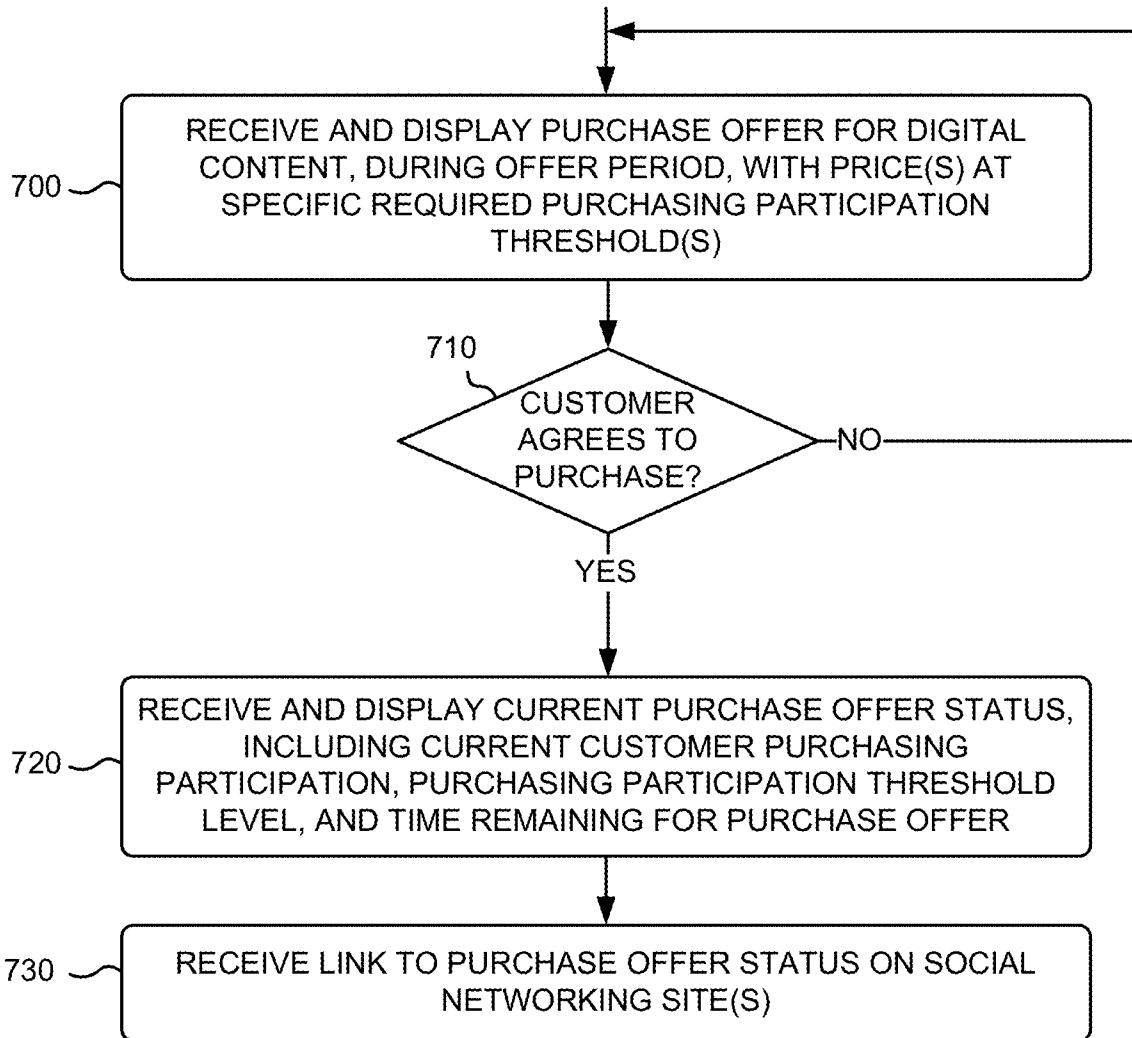 RECEIVE AND DISPLAY PURCHASE OFFER FOR DIGITAL
CONTENT, DURING OFFER PERIOD, WITH PRICE(S) AT
SPECIFIC REQUIRED PURCHASING PARTICIPATION
THRESHOLD(S)
700
710
CUSTOMER
AGREES TO
PURCHASE?
NO
YES
RECEIVE AND DISPLAY CURRENT PURCHASE OFFER STATUS,
INCLUDING CURRENT CUSTOMER PURCHASING
PARTICIPATION, PURCHASING PARTICIPATION THRESHOLD
LEVEL, AND TIME REMAINING FOR PURCHASE OFFER
720
RECEIVE LINK TO PURCHASE OFFER STATUS ON SOCIAL
NETWORKING SITE(S)
730